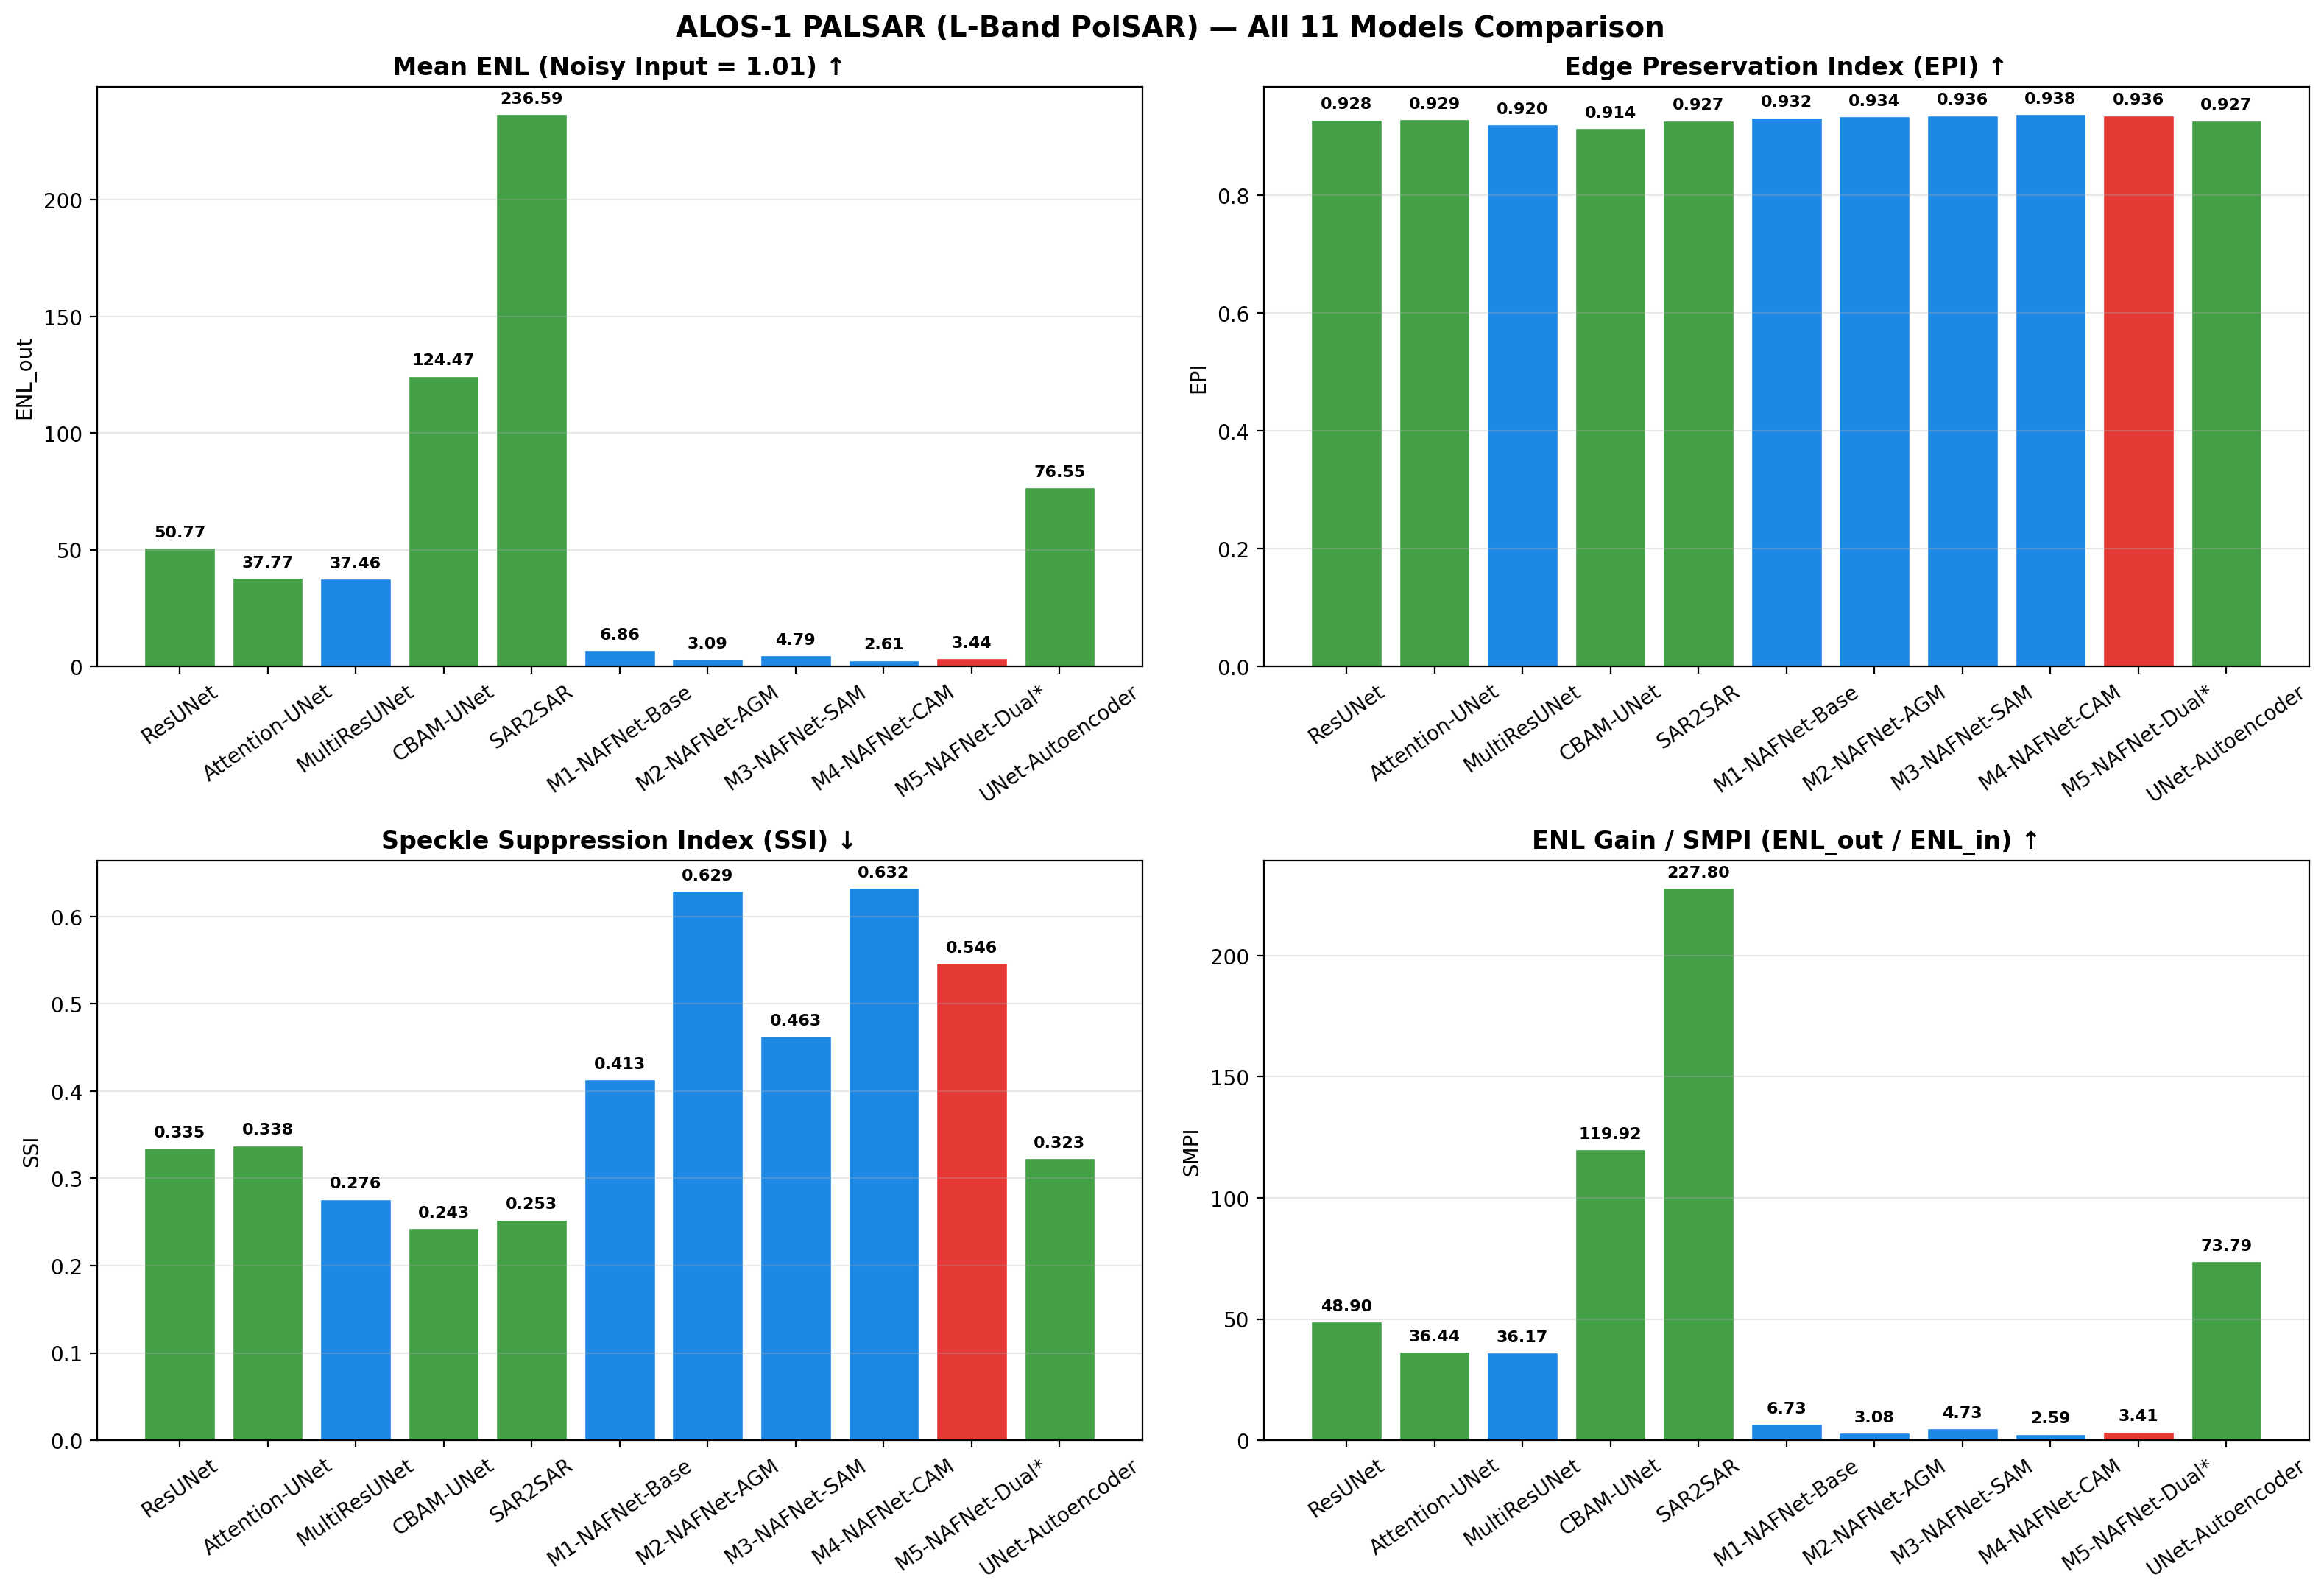 ALOS-1 PALSAR (L-Band PolSAR) — All 11 Models Comparison
Mean ENL (Noisy Input = 1.01) ↑
ENL_out
200
150
100
50
0
50.77
37.77
37.46
124.47
236.59
6.86
3.09
4.79
2.61
3.44
76.55
ResUNet
Attention-UNet
MultiResUNet
CBAM-UNet
SAR2SAR
M1-NAFNet-Base
M2-NAFNet-AGM
M3-NAFNet-SAM
M4-NAFNet-CAM
M5-NAFNet-Dual*
UNet-Autoencoder
Edge Preservation Index (EPI) ↑
EPI
0.8
0.6
0.4
0.2
0.0
0.928
0.929
0.920
0.914
0.927
0.932
0.934
0.936
0.938
0.936
0.927
ResUNet
Attention-UNet
MultiResUNet
CBAM-UNet
SAR2SAR
M1-NAFNet-Base
M2-NAFNet-AGM
M3-NAFNet-SAM
M4-NAFNet-CAM
M5-NAFNet-Dual*
UNet-Autoencoder
Speckle Suppression Index (SSI) ↓
SSI
0.6
0.5
0.4
0.3
0.2
0.1
0.0
0.335
0.338
0.276
0.243
0.253
0.413
0.629
0.463
0.632
0.546
0.323
ResUNet
Attention-UNet
MultiResUNet
CBAM-UNet
SAR2SAR
M1-NAFNet-Base
M2-NAFNet-AGM
M3-NAFNet-SAM
M4-NAFNet-CAM
M5-NAFNet-Dual*
UNet-Autoencoder
ENL Gain / SMPI (ENL_out / ENL_in) ↑
SMPI
200
150
100
50
0
48.90
36.44
36.17
119.92
227.80
6.73
3.08
4.73
2.59
3.41
73.79
ResUNet
Attention-UNet
MultiResUNet
CBAM-UNet
SAR2SAR
M1-NAFNet-Base
M2-NAFNet-AGM
M3-NAFNet-SAM
M4-NAFNet-CAM
M5-NAFNet-Dual*
UNet-Autoencoder